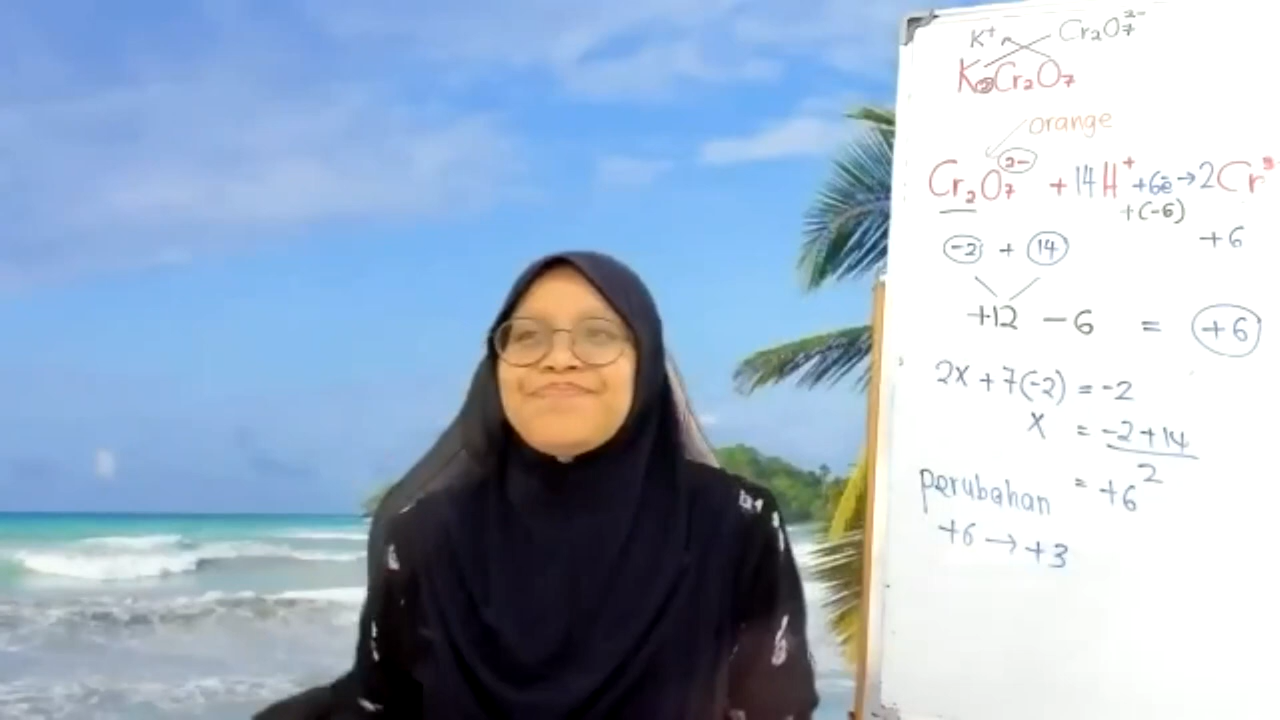 K⁺ Cr₂O₇²⁻
K₂Cr₂O₇
orange
Cr₂O₇²⁻ + 14H⁺ + 6e⁻ → 2Cr³
+(-6)
+6
-2 + 14
+12 - 6 = +6
2x + 7(-2) = -2
x = -2+14
2
= +6
perubahan
+6 → +3